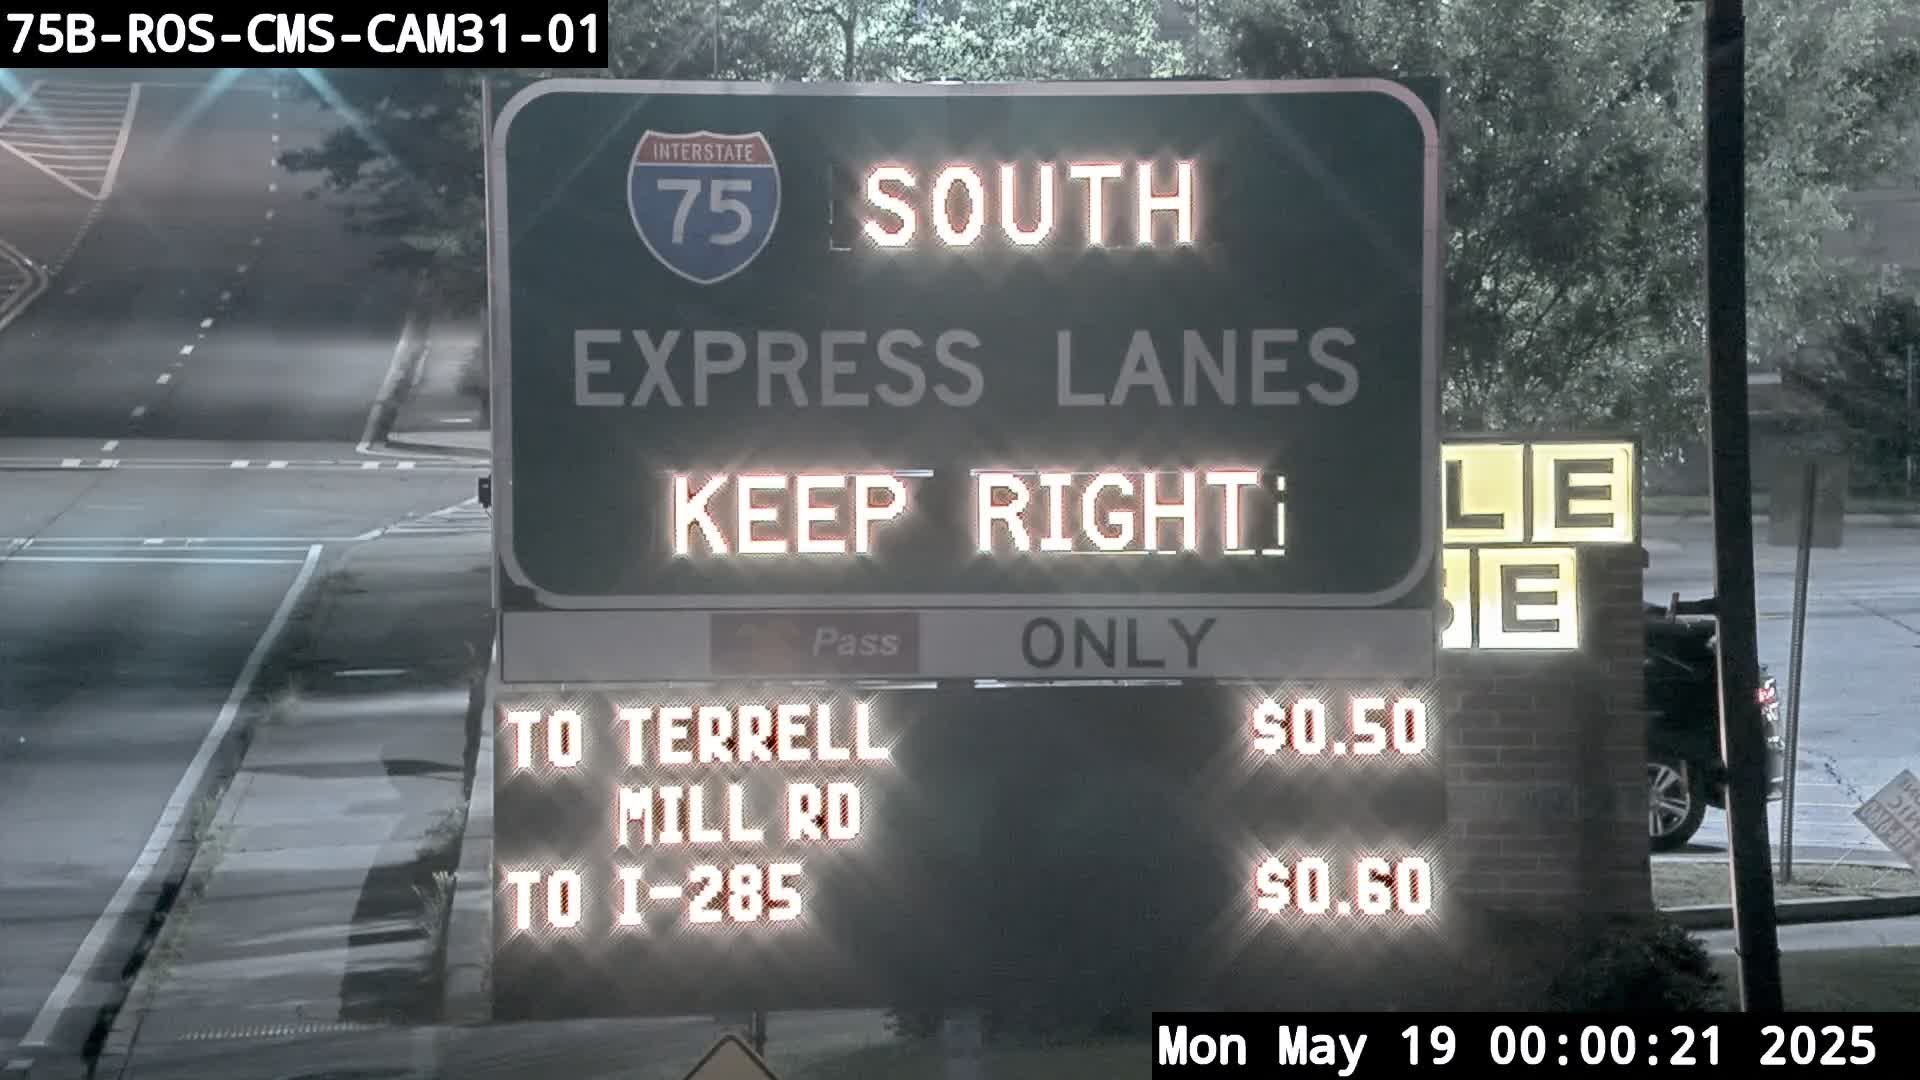 75B-ROS-CMS-CAM31-01
INTERSTATE
75 SOUTH
EXPRESS LANES
KEEP RIGHT
Pass ONLY
LE
E
TO TERRELL $0.50
MILL RD
TO I-285 $0.60
Mon May 19 00:00:21 2025